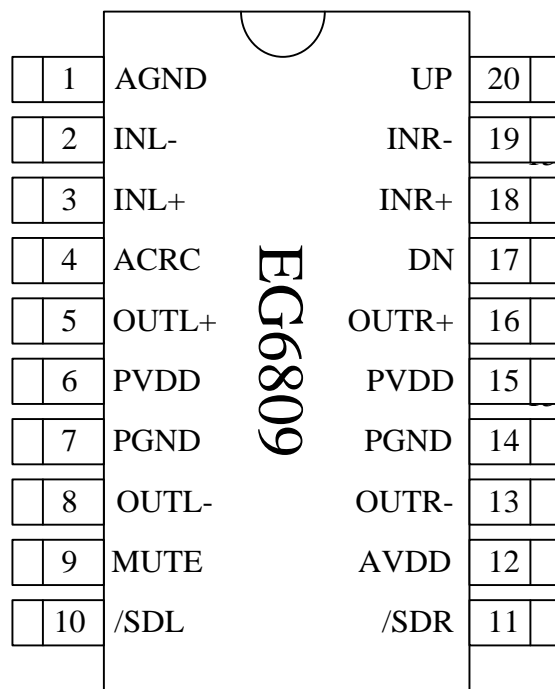 1 AGND UP 20
2 INL- INR- 19
3 INL+ INR+ 18
4 ACRC DN 17
5 OUTL+ OUTR+ 16
6 PVDD PVDD 15
7 PGND PGND 14
8 OUTL- OUTR- 13
9 MUTE AVDD 12
10 /SDL /SDR 11
EG6809